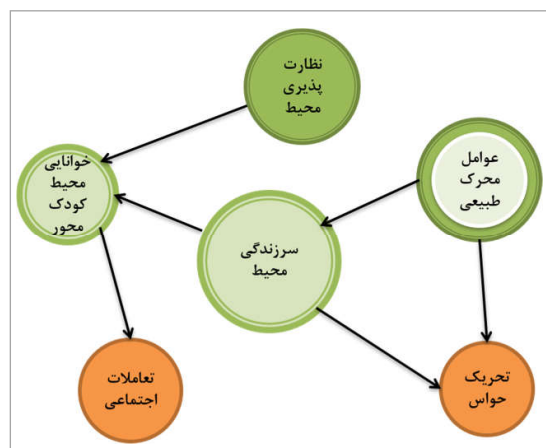 نظارت
پذیری
محیط
عوامل
محرک
طبیعی
خوانایی
محیط
کودک
محور
سرزندگی
محیط
تعاملات
اجتماعی
تحریک
حواس